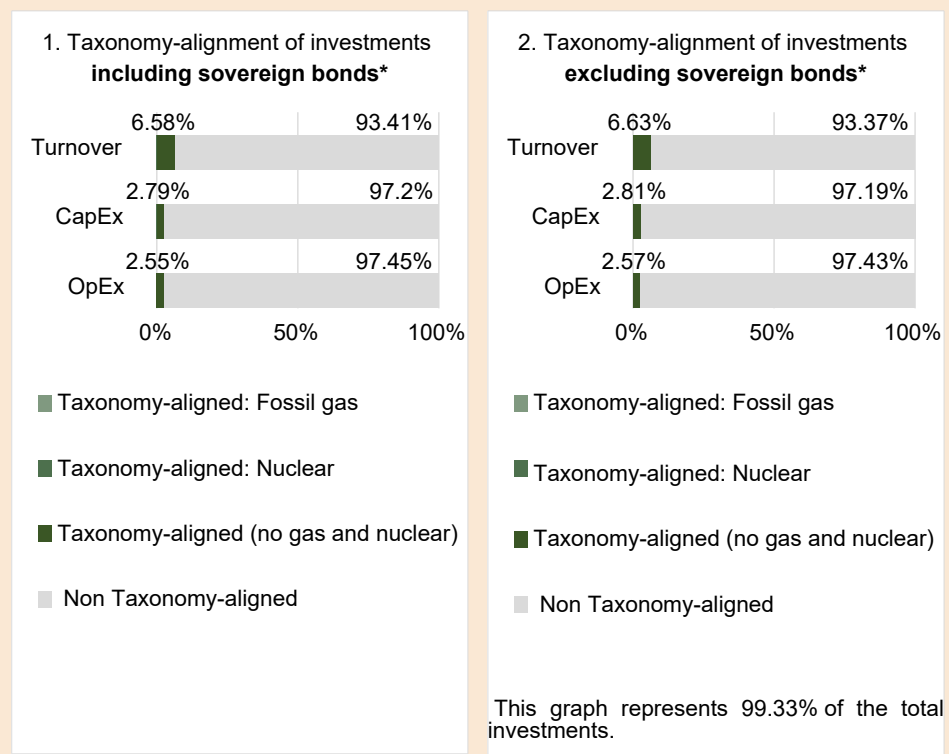 1. Taxonomy-alignment of investments
including sovereign bonds*
6.58% 93.41%
Turnover
2.79% 97.2%
CapEx
2.55% 97.45%
OpEx
0% 50% 100%
Taxonomy-aligned: Fossil gas
Taxonomy-aligned: Nuclear
Taxonomy-aligned (no gas and nuclear)
Non Taxonomy-aligned
2. Taxonomy-alignment of investments
excluding sovereign bonds*
6.63% 93.37%
Turnover
2.81% 97.19%
CapEx
2.57% 97.43%
OpEx
0% 50% 100%
Taxonomy-aligned: Fossil gas
Taxonomy-aligned: Nuclear
Taxonomy-aligned (no gas and nuclear)
Non Taxonomy-aligned
This graph represents 99.33% of the total
investments.